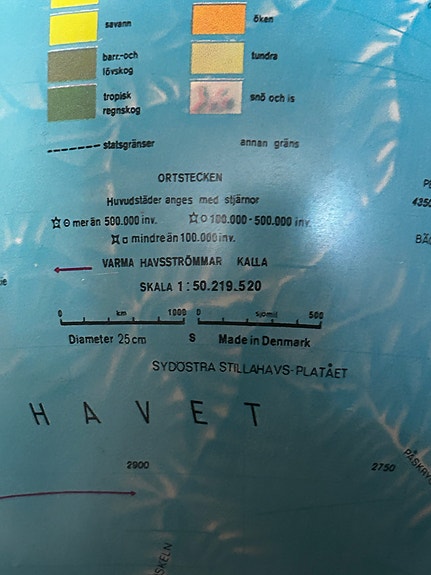 savann
öken
barr.-och
lövskog
tundra
tropisk
regnskog
snö och is
statsgränser
annan gräns
ORTSTECKEN
Huvudstäder anges med stjärnor
mer än 500.000 inv.
100.000 - 500.000 inv.
mindre än 100.000 inv.
VARMA HAVSSTRÖMMAR KALLA
SKALA 1:50.219.520
0 km 1000
0 sjömil 500
Diameter 25 cm
S
Made in Denmark
SYDÖSTRA STILLAHAVS-PLATÅET
HAVET
2900
2750
4350